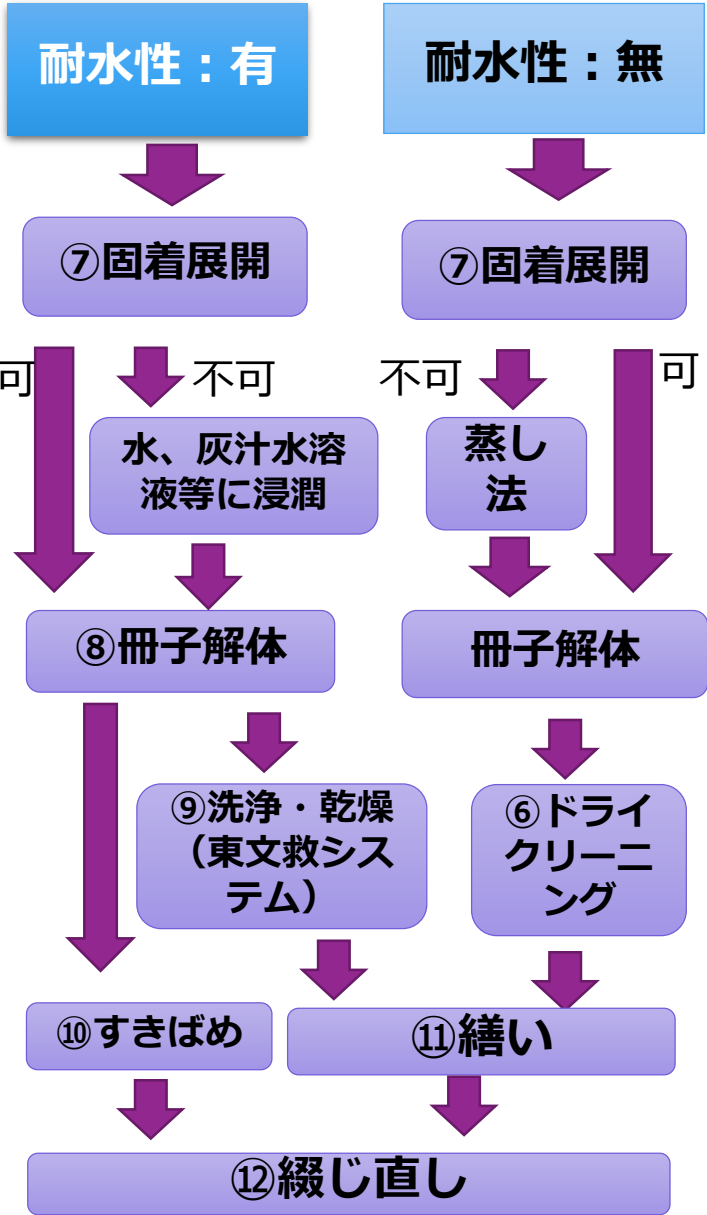 耐水性：有
耐水性：無
⑦固着展開
⑦固着展開
可
不可
不可
可
水、灰汁水溶
液等に浸潤
蒸し
法
⑧冊子解体
冊子解体
⑨洗浄・乾燥
（東文救シス
テム）
⑥ドライ
クリーニ
ング
⑩すきばめ
⑪繕い
⑫綴じ直し